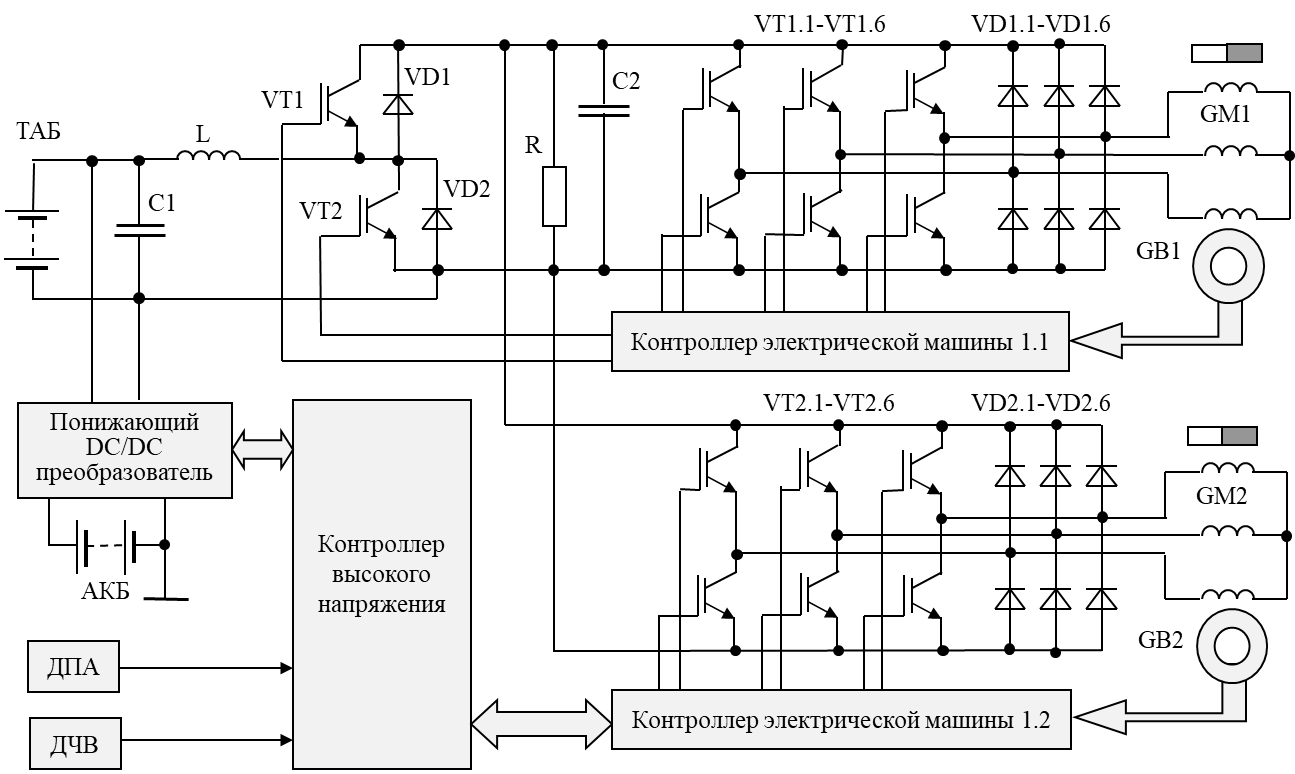 VT1.1-VT1.6
VD1.1-VD1.6
VT1
VD1
C2
GM1
ТАБ
L
R
C1
VT2
VD2
GB1
Контроллер электрической машины 1.1
Понижающий
DC/DC
преобразователь
VT2.1-VT2.6
VD2.1-VD2.6
GM2
Контроллер
высокого
напряжения
АКБ
GB2
ДПА
Контроллер электрической машины 1.2
ДЧВ